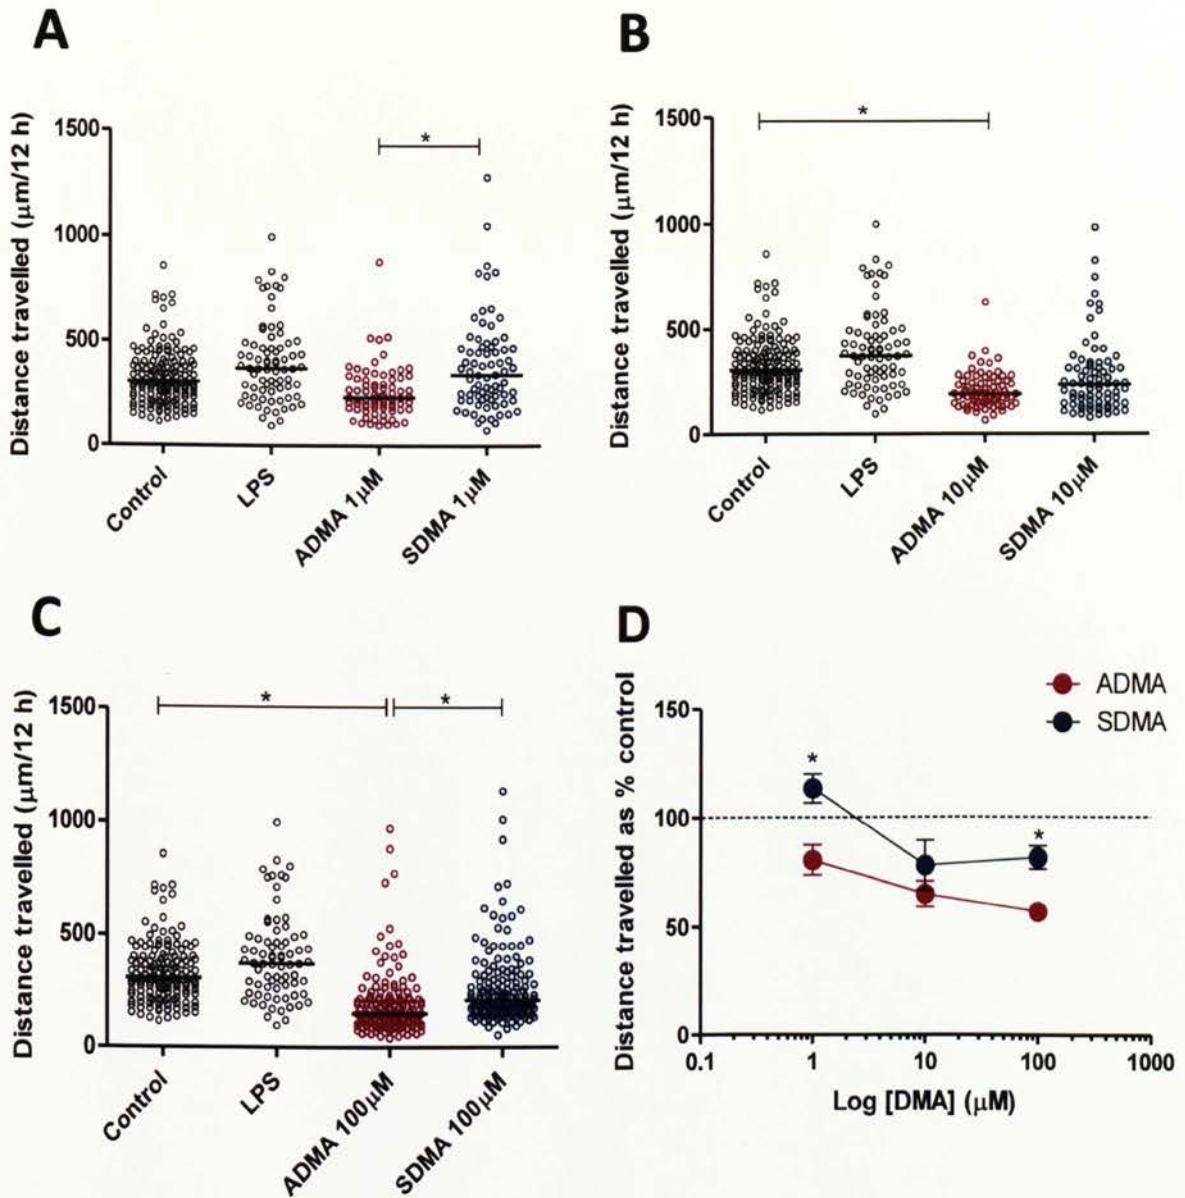 A
Distance travelled (μm/12 h)
1500
1000
500
0
*
Control
LPS
ADMA 1μM
SDMA 1μM
B
Distance travelled (μm/12 h)
1500
1000
500
0
*
Control
LPS
ADMA 10μM
SDMA 10μM
C
Distance travelled (μm/12 h)
1500
1000
500
0
*
*
Control
LPS
ADMA 100μM
SDMA 100μM
D
Distance travelled as % control
150
100
50
0
*
*
ADMA
SDMA
0.1 1 10 100 1000
Log [DMA] (μM)